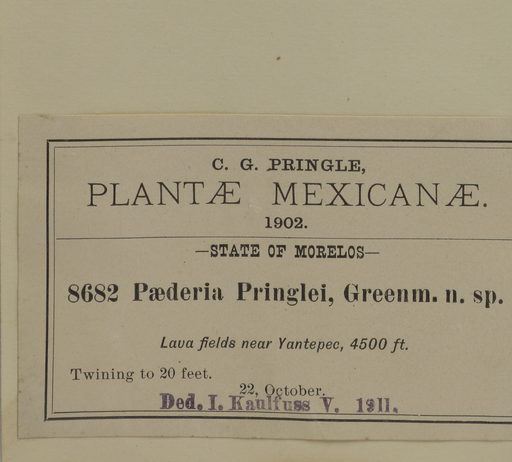 C. G. PRINGLE,
PLANTÆ MEXICANÆ.
1902.
—STATE OF MORELOS—
8682 Pæderia Pringlei, Greenm. n. sp.
Lava fields near Yantepec, 4500 ft.
Twining to 20 feet.
22, October.
Ded. I. Kaulfuss V. 1911.